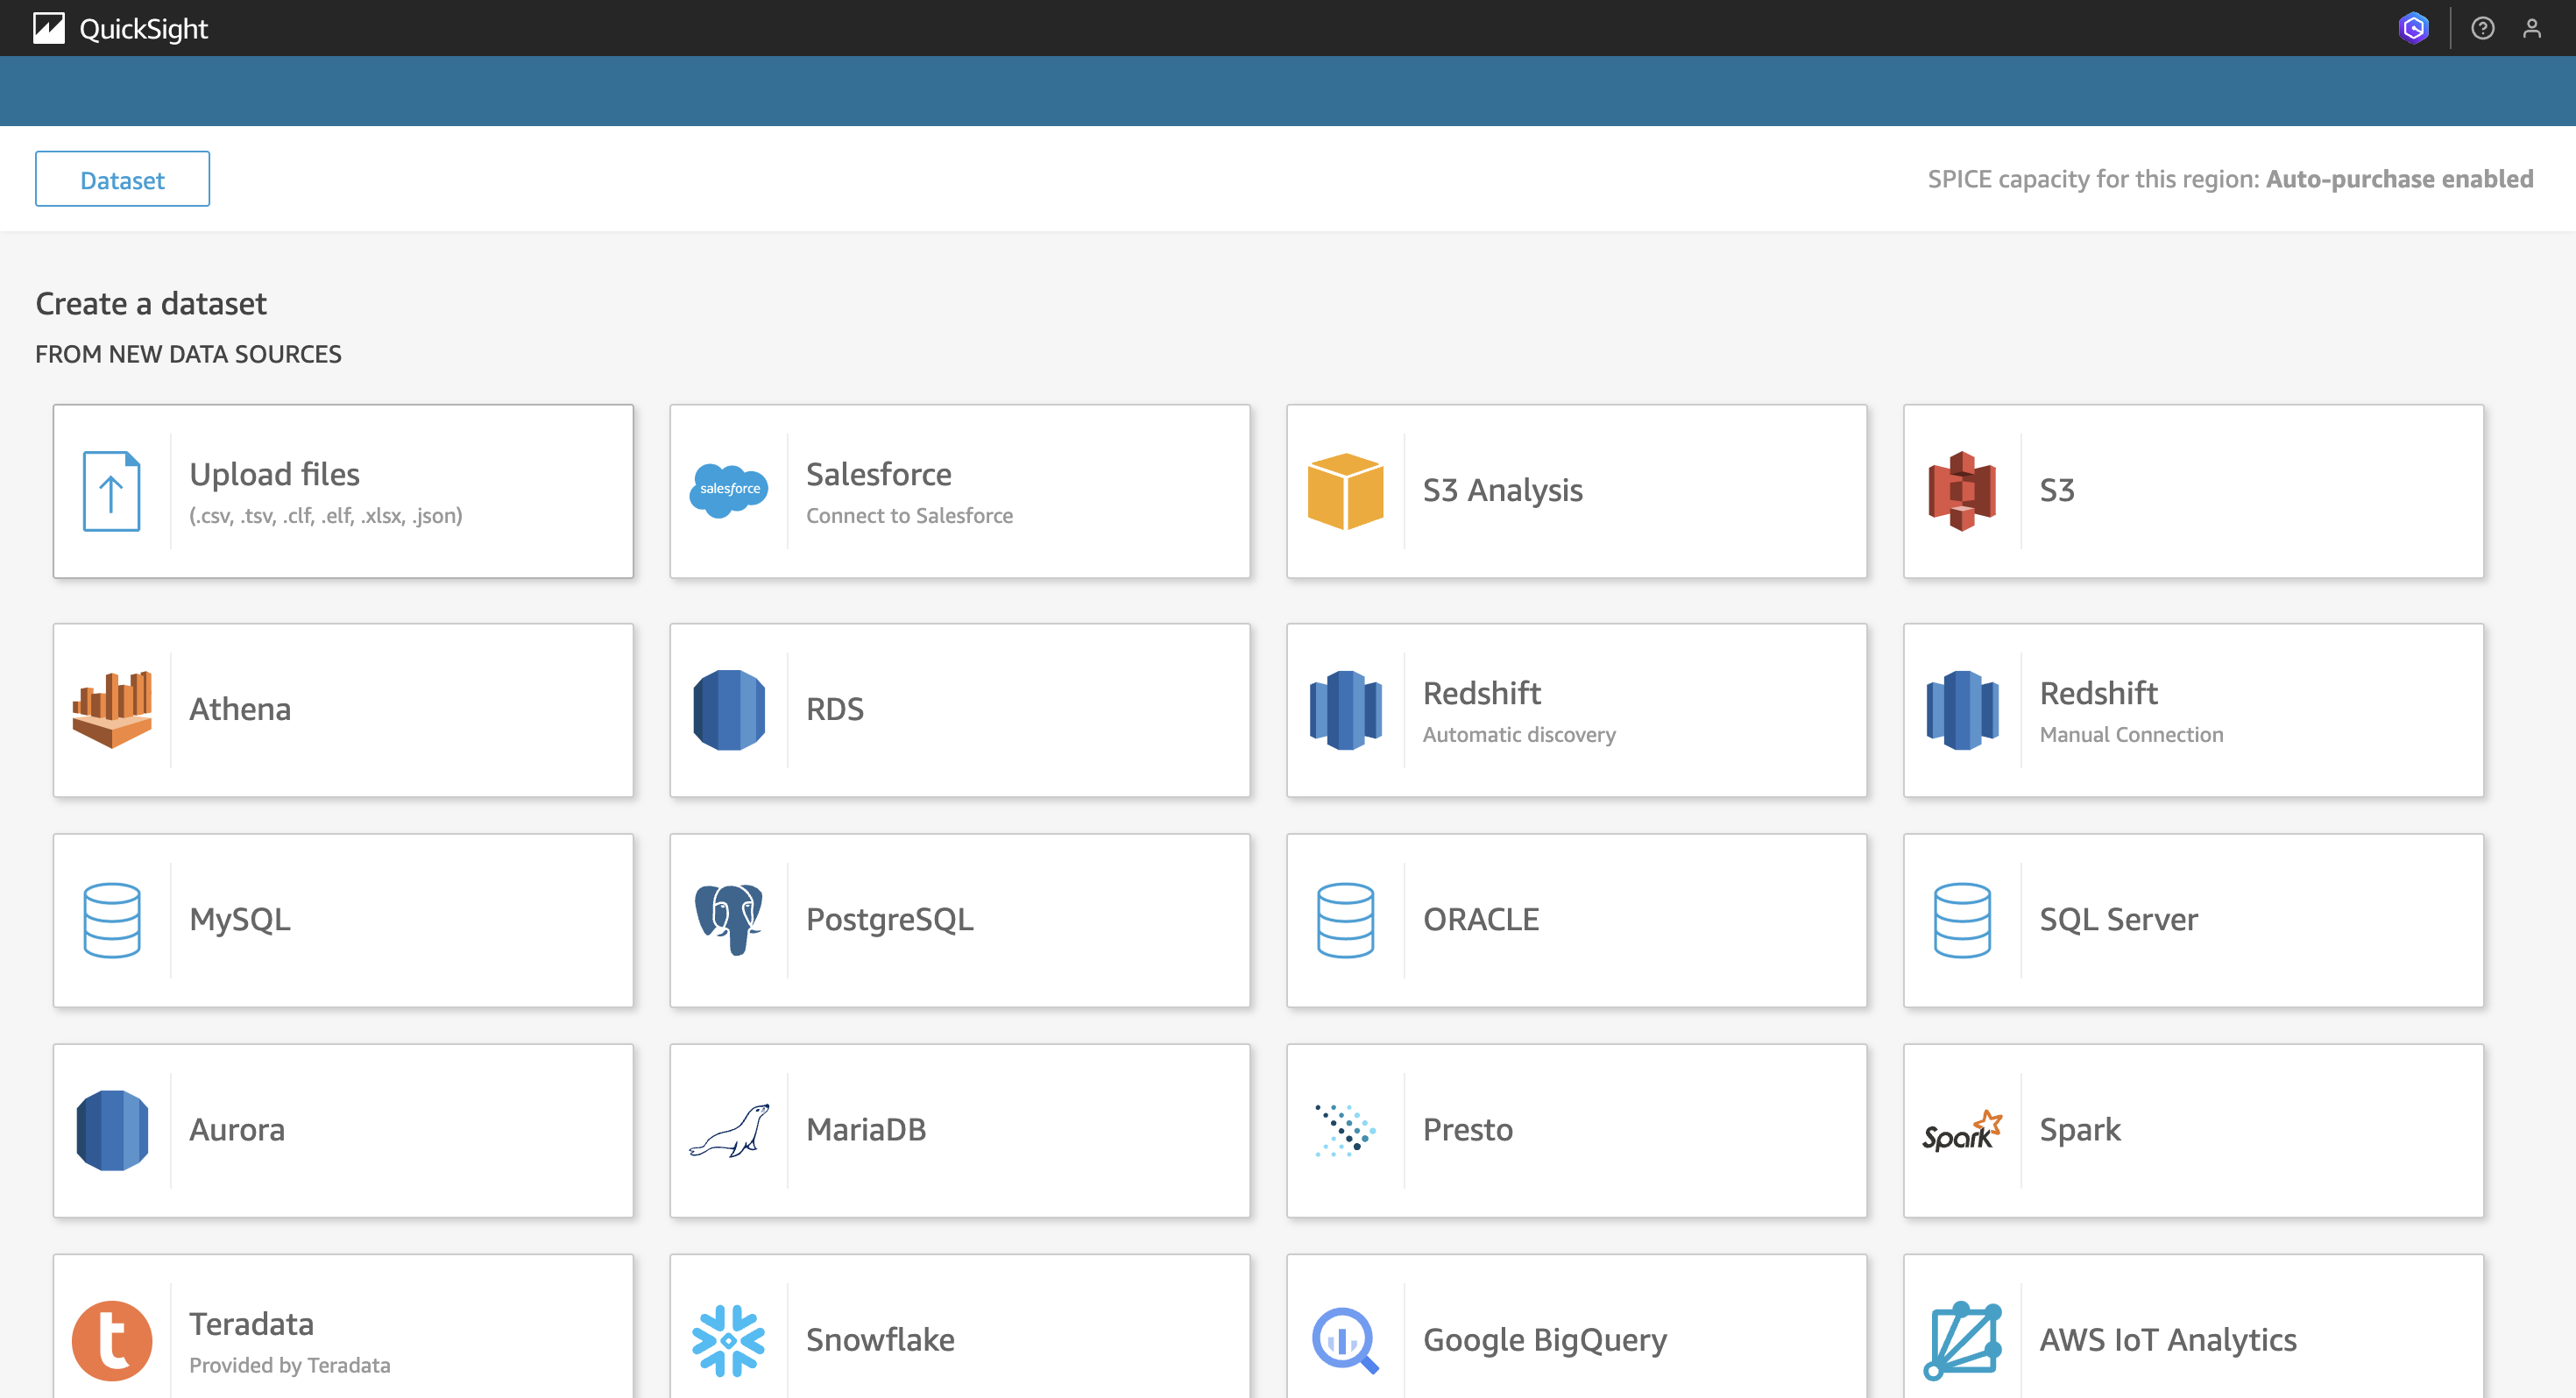 QuickSight
Dataset
SPICE capacity for this region: Auto-purchase enabled
Create a dataset
FROM NEW DATA SOURCES
Upload files
(.csv, .tsv, .clf, .elf, .xlsx, .json)
salesforce
Salesforce
Connect to Salesforce
S3 Analysis
S3
Athena
RDS
Redshift
Automatic discovery
Redshift
Manual Connection
MySQL
PostgreSQL
ORACLE
SQL Server
Aurora
MariaDB
Presto
Spark
Spark
t
Teradata
Provided by Teradata
Snowflake
Google BigQuery
AWS IoT Analytics